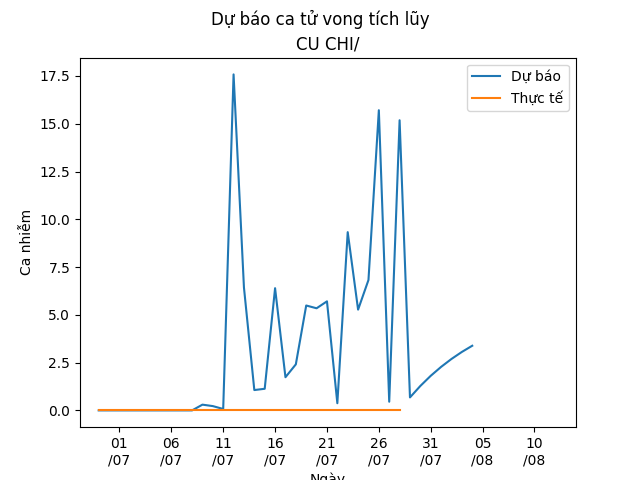 Dự báo ca tử vong tích lũy
CU CHI/
Dự báo
Thực tế
Ca nhiễm
17.5
15.0
12.5
10.0
7.5
5.0
2.5
0.0
01 06 11 16 21 26 31 05 10
/07 /07 /07 /07 /07 /07 /07 /08 /08
Ngày